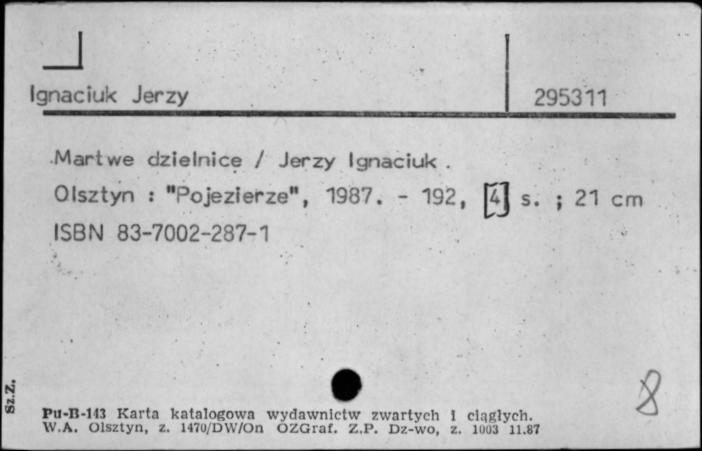 Ignaciuk Jerzy 295311
Martwe dzielnice / Jerzy Ignaciuk .
Olsztyn : "Pojezierze", 1987. - 192, [4] s. ; 21 cm
ISBN 83-7002-287-1
8
Sz.Z.
Pu-B-143 Karta katalogowa wydawnictw zwartych i ciągłych.
W.A. Olsztyn, z. 1470/DW/On OZGraf. Z.P. Dz-wo, z. 1003 11.87